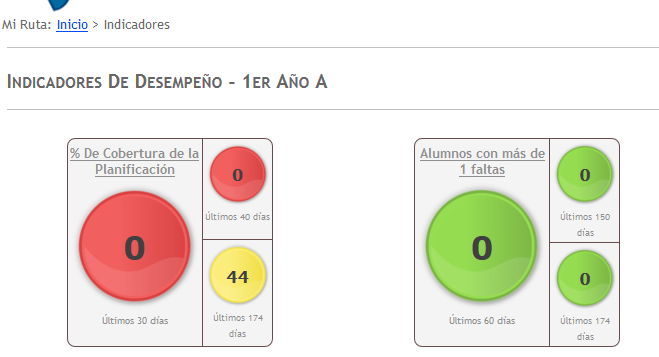 Mi Ruta: Inicio > Indicadores
Indicadores De Desempeño - 1er Año A
% De Cobertura de la
Planificación
0
Últimos 30 días
0
Últimos 40 días
44
Últimos 174
días
Alumnos con más de
1 faltas
0
Últimos 60 días
0
Últimos 150
días
0
Últimos 174
días